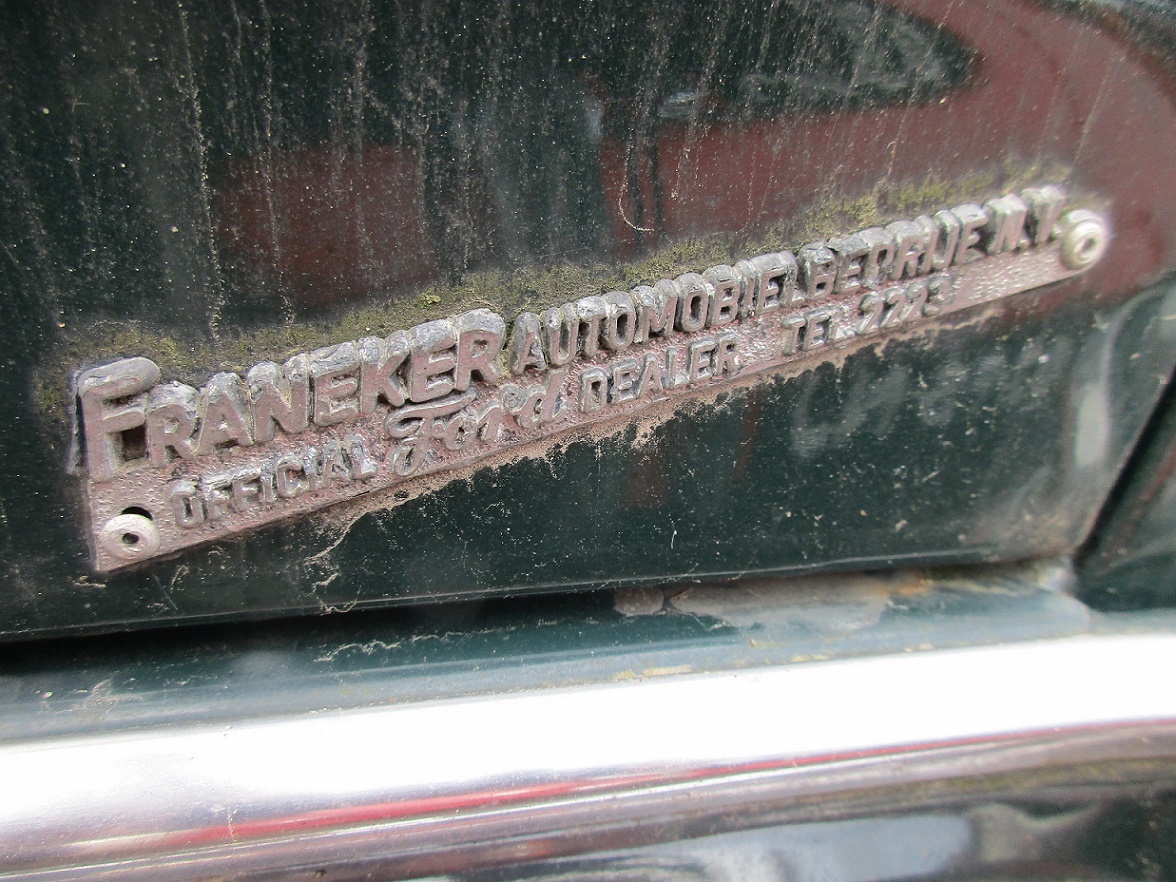 FRANEKER AUTOMOBIELBEDRIJF N.V.
OFFICIAL Ford DEALER TEL. 2223